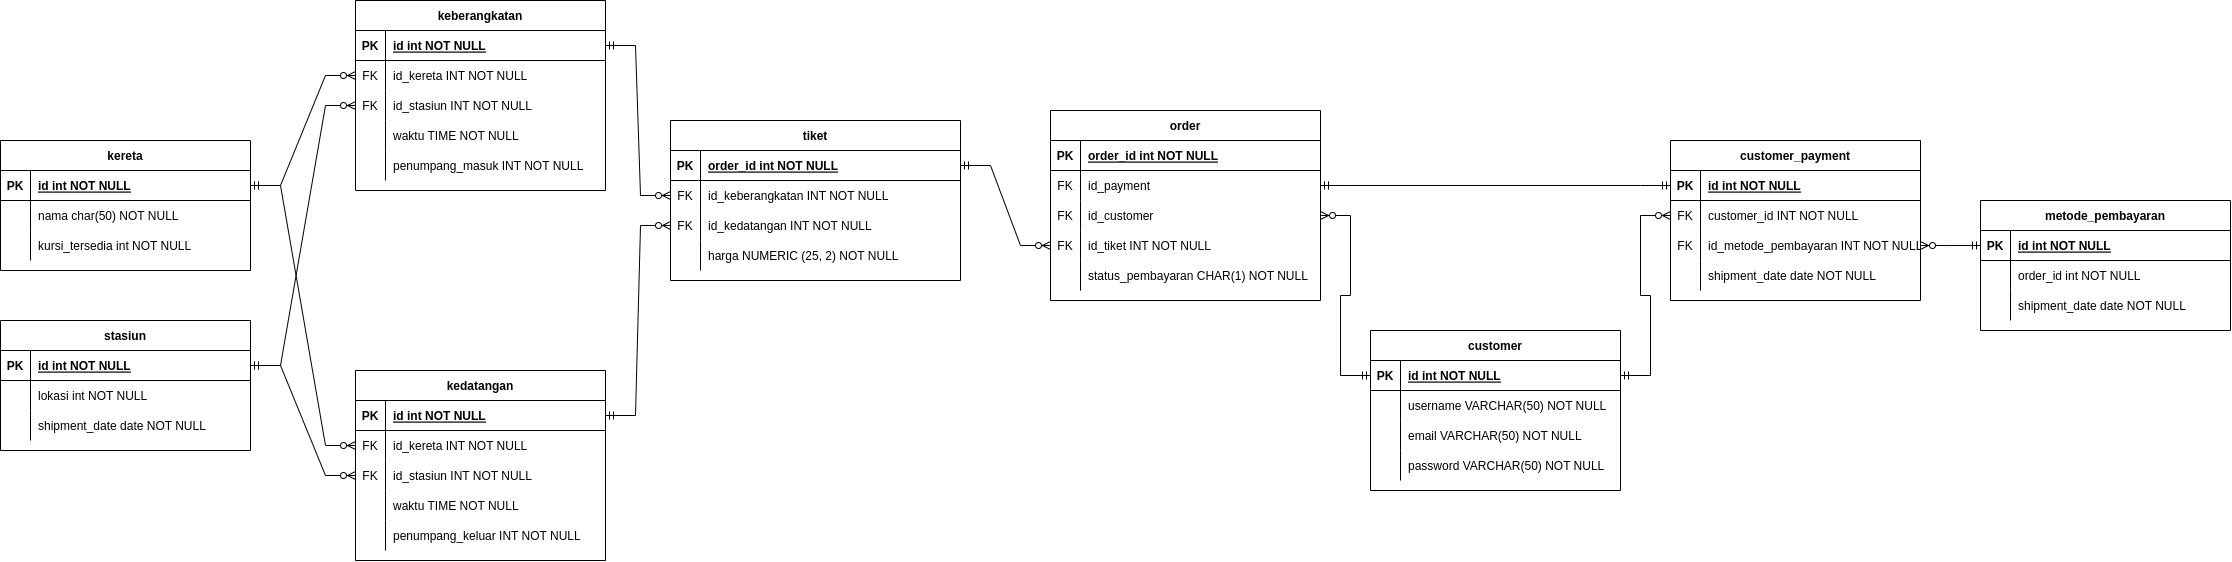 keberangkatan
PK id int NOT NULL
FK id_kereta INT NOT NULL
FK id_stasiun INT NOT NULL
waktu TIME NOT NULL
penumpang_masuk INT NOT NULL
kereta
PK id int NOT NULL
nama char(50) NOT NULL
kursi_tersedia int NOT NULL
stasiun
PK id int NOT NULL
lokasi int NOT NULL
shipment_date date NOT NULL
kedatangan
PK id int NOT NULL
FK id_kereta INT NOT NULL
FK id_stasiun INT NOT NULL
waktu TIME NOT NULL
penumpang_keluar INT NOT NULL
tiket
PK order_id int NOT NULL
FK id_keberangkatan INT NOT NULL
FK id_kedatangan INT NOT NULL
harga NUMERIC (25, 2) NOT NULL
order
PK order_id int NOT NULL
FK id_payment
FK id_customer
FK id_tiket INT NOT NULL
status_pembayaran CHAR(1) NOT NULL
customer
PK id int NOT NULL
username VARCHAR(50) NOT NULL
email VARCHAR(50) NOT NULL
password VARCHAR(50) NOT NULL
customer_payment
PK id int NOT NULL
FK customer_id INT NOT NULL
FK id_metode_pembayaran INT NOT NULL
shipment_date date NOT NULL
metode_pembayaran
PK id int NOT NULL
order_id int NOT NULL
shipment_date date NOT NULL